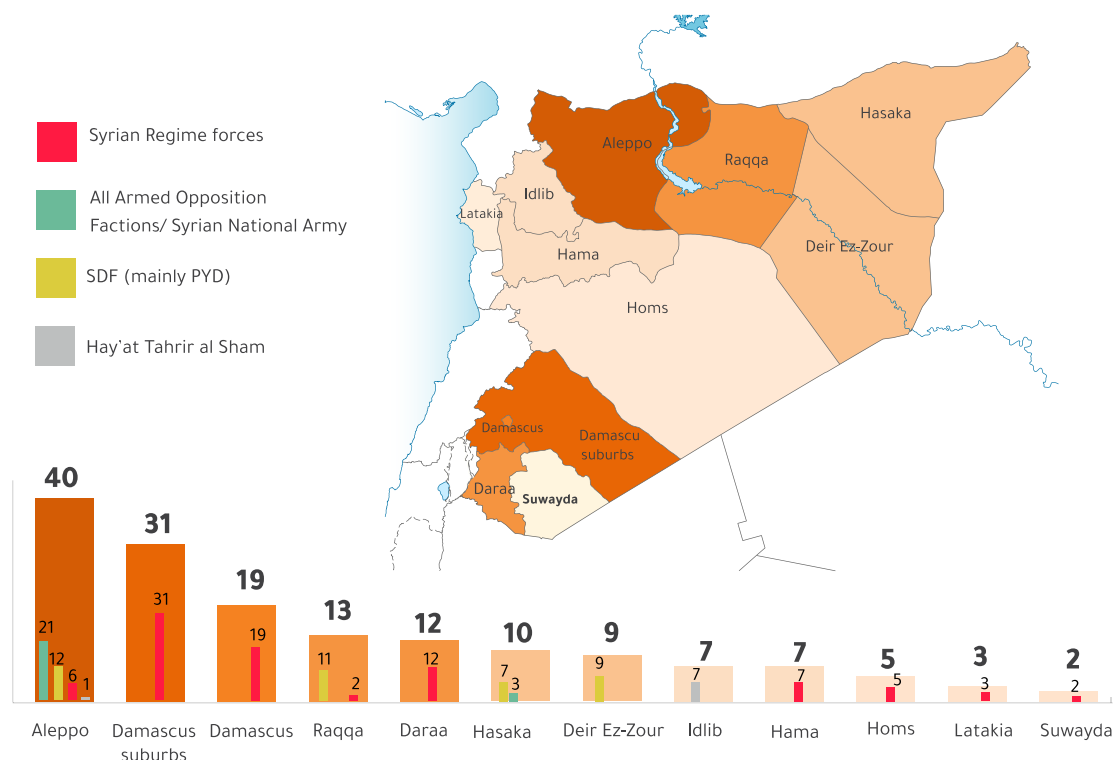 Syrian Regime forces
All Armed Opposition
Factions/ Syrian National Army
SDF (mainly PYD)
Hay'at Tahrir al Sham
Hasaka
Aleppo
Raqqa
Idlib
Latakia
Deir Ez-Zour
Hama
Homs
Damascus
Damascu
suburbs
Daraa
Suwayda
40
31
19
13
12
10
9
7
7
5
3
2
21
12
6
1
31
19
11
2
12
7
3
9
7
7
5
3
2
Aleppo
Damascus
suburbs
Damascus
Raqqa
Daraa
Hasaka
Deir Ez-Zour
Idlib
Hama
Homs
Latakia
Suwayda